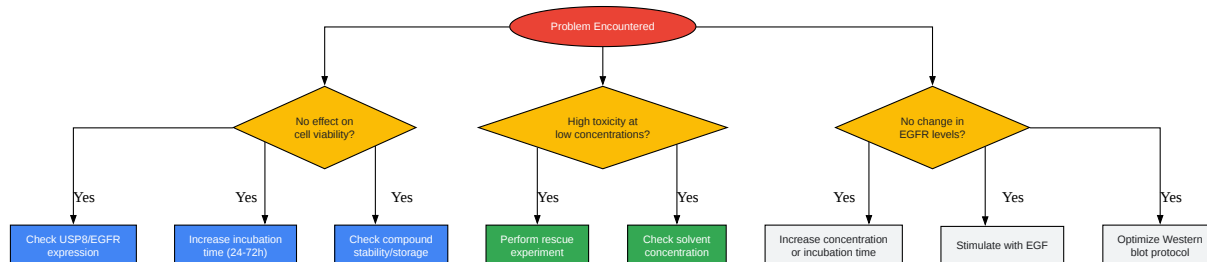 Problem Encountered
No effect on
cell viability?
High toxicity at
low concentrations?
No change in
EGFR levels?
Yes
Yes
Yes
Yes
Yes
Yes
Yes
Yes
Check USP8/EGFR
expression
Increase incubation
time (24-72h)
Check compound
stability/storage
Perform rescue
experiment
Check solvent
concentration
Increase concentration
or incubation time
Stimulate with EGF
Optimize Western
blot protocol